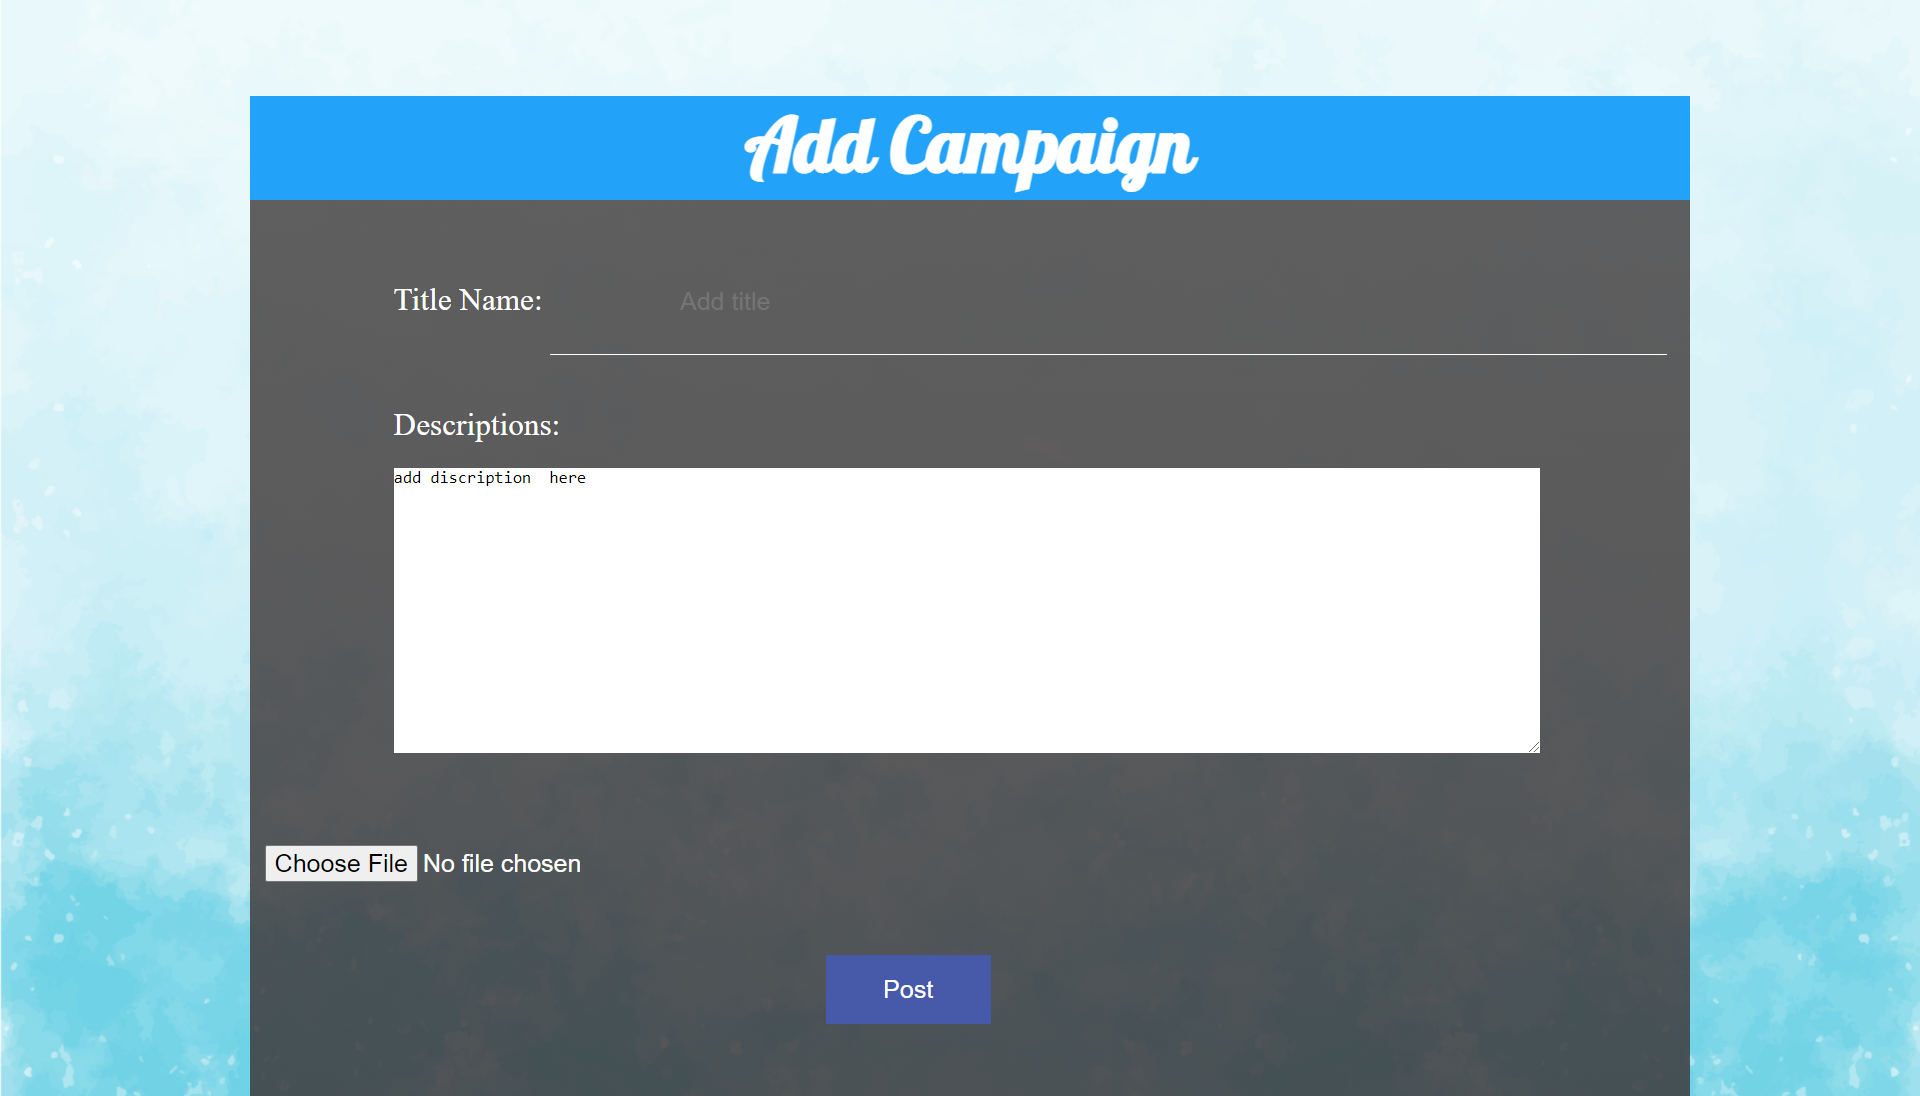 Add Campaign
Title Name: Add title
Descriptions:
add discription  here
Choose File No file chosen
Post